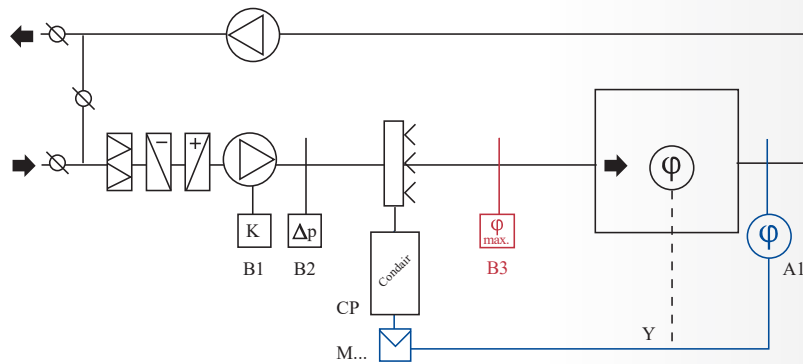 − +
K
Δp
φ
max.
φ
φ
B1
B2
B3
A1
Condair
CP
M...
Y